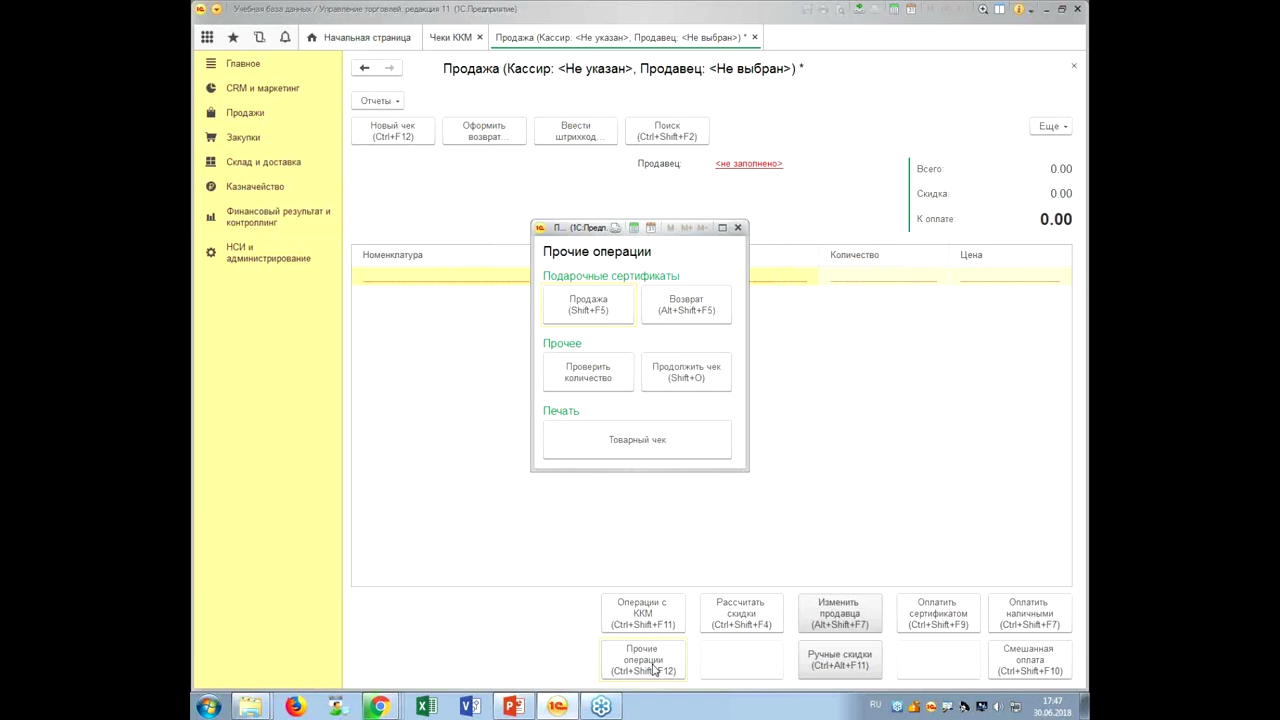 Учебная база данных / Управление торговлей, редакция 11 (1С:Предприятие)
M M+ M-
Начальная страница
Чеки ККМ ×
Продажа (Кассир: <Не указан>, Продавец: <Не выбран>) * ×
Главное
CRM и маркетинг
Продажи
Закупки
Склад и доставка
Казначейство
Финансовый результат и
контроллинг
НСИ и
администрирование
Продажа (Кассир: <Не указан>, Продавец: <Не выбран>) *
Отчеты
Новый чек
(Ctrl+F12)
Оформить
возврат...
Ввести
штрихкод...
Поиск
(Ctrl+Shift+F2)
Еще
Продавец: <не заполнено>
Всего: 0.00
Скидка: 0.00
К оплате: 0.00
Номенклатура
Количество
Цена
П... (1С:Предп...
M M+ M-
Прочие операции
Подарочные сертификаты
Продажа
(Shift+F5)
Возврат
(Alt+Shift+F5)
Прочее
Проверить
количество
Продолжить чек
(Shift+O)
Печать
Товарный чек
Операции с
ККМ
(Ctrl+Shift+F11)
Рассчитать
скидки
(Ctrl+Shift+F4)
Изменить
продавца
(Alt+Shift+F7)
Оплатить
сертификатом
(Ctrl+Shift+F9)
Оплатить
наличными
(Ctrl+Shift+F7)
Прочие
операции
(Ctrl+Shift+F12)
Ручные скидки
(Ctrl+Alt+F11)
Смешанная
оплата
(Ctrl+Shift+F10)
RU
17:47
30.06.2018